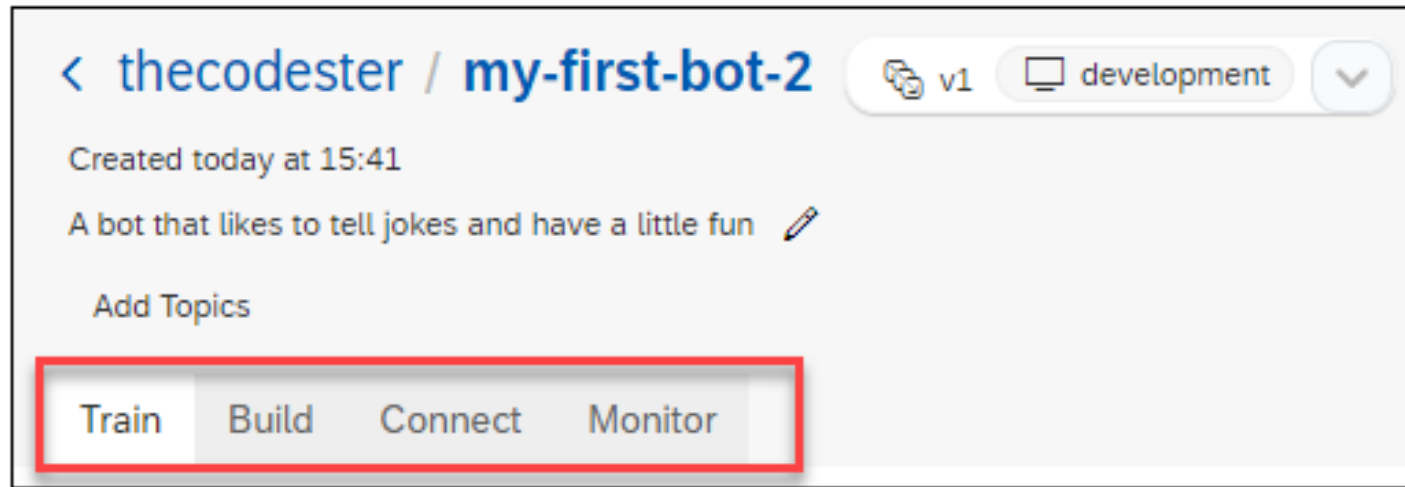 < thecodester / my-first-bot-2 v1 development
Created today at 15:41
A bot that likes to tell jokes and have a little fun
Add Topics
Train Build Connect Monitor